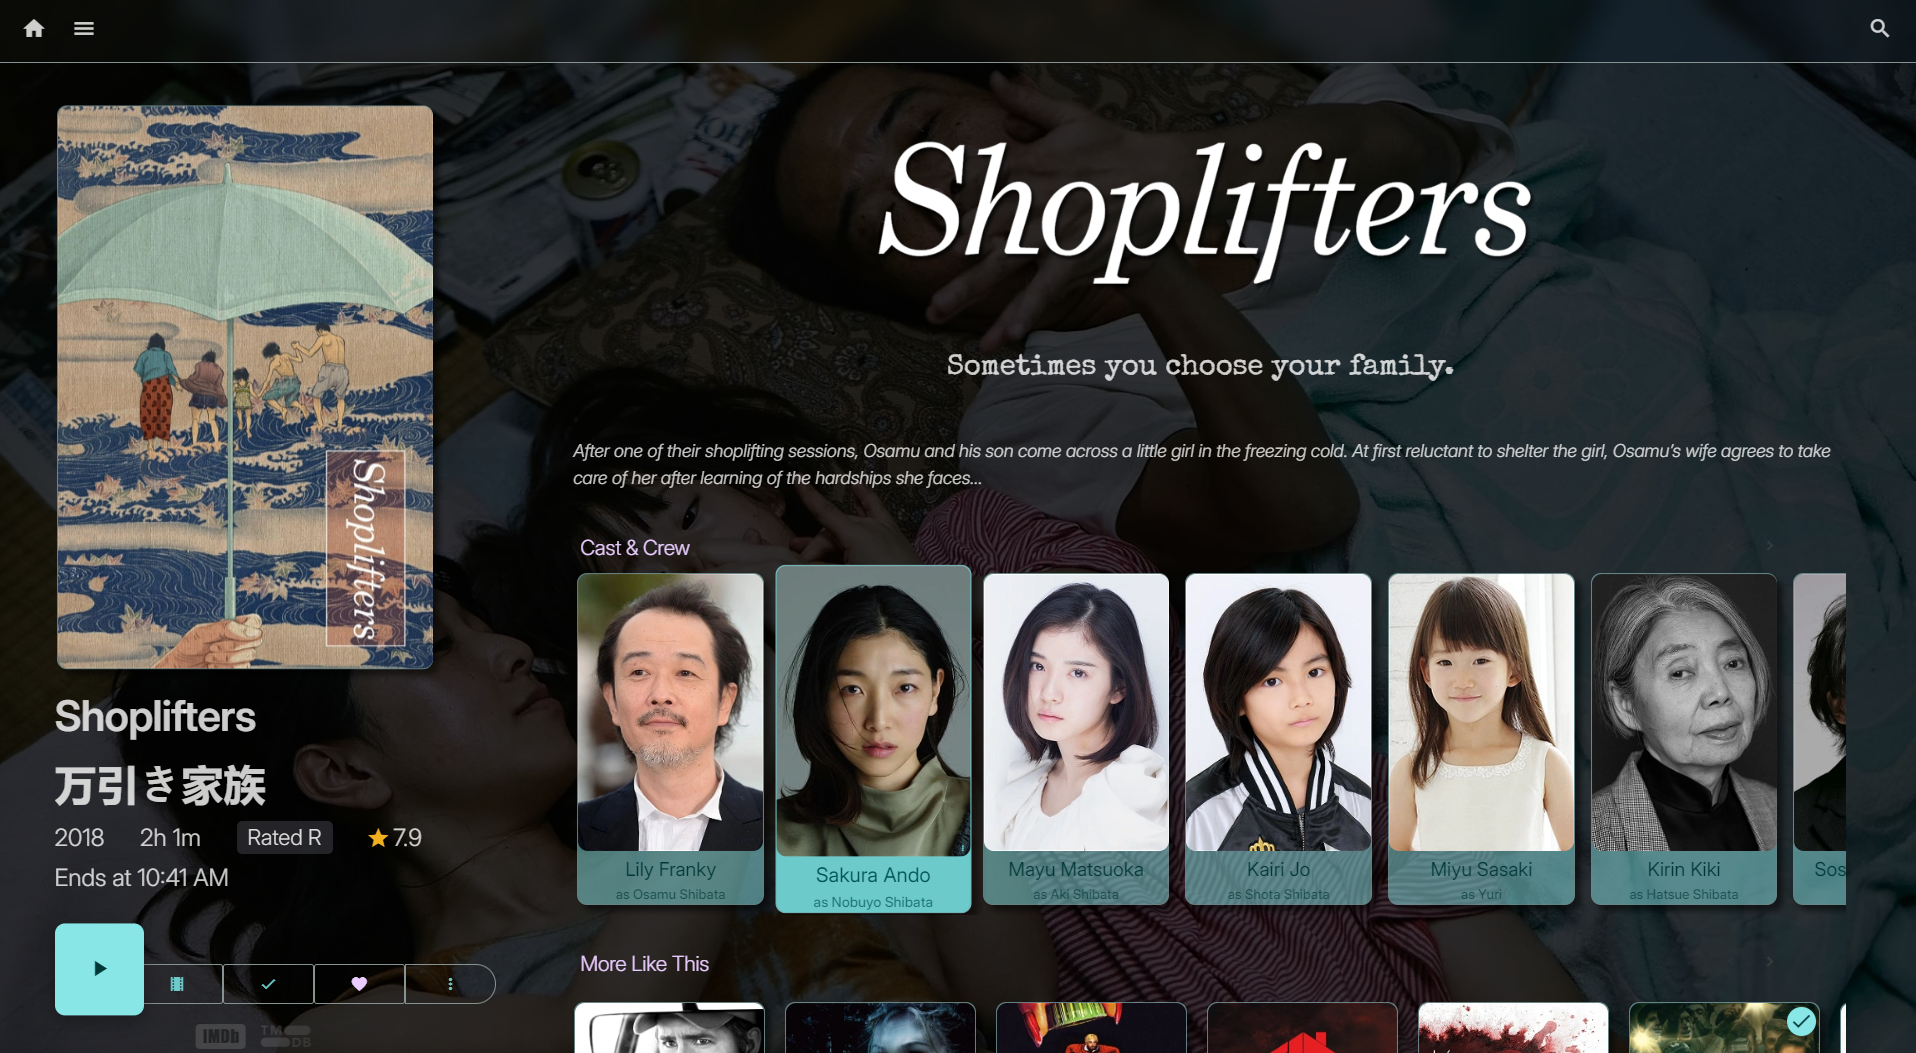 Shoplifters
Sometimes you choose your family.
After one of their shoplifting sessions, Osamu and his son come across a little girl in the freezing cold. At first reluctant to shelter the girl, Osamu's wife agrees to take
care of her after learning of the hardships she faces...
Shoplifters
Shoplifters
万引き家族
2018 2h 1m Rated R 7.9
Ends at 10:41 AM
IMDb
TM
DB
Cast & Crew
Lily Franky
as Osamu Shibata
Sakura Ando
as Nobuyo Shibata
Mayu Matsuoka
as Aki Shibata
Kairi Jo
as Shota Shibata
Miyu Sasaki
as Yuri
Kirin Kiki
as Hatsue Shibata
Sos
More Like This